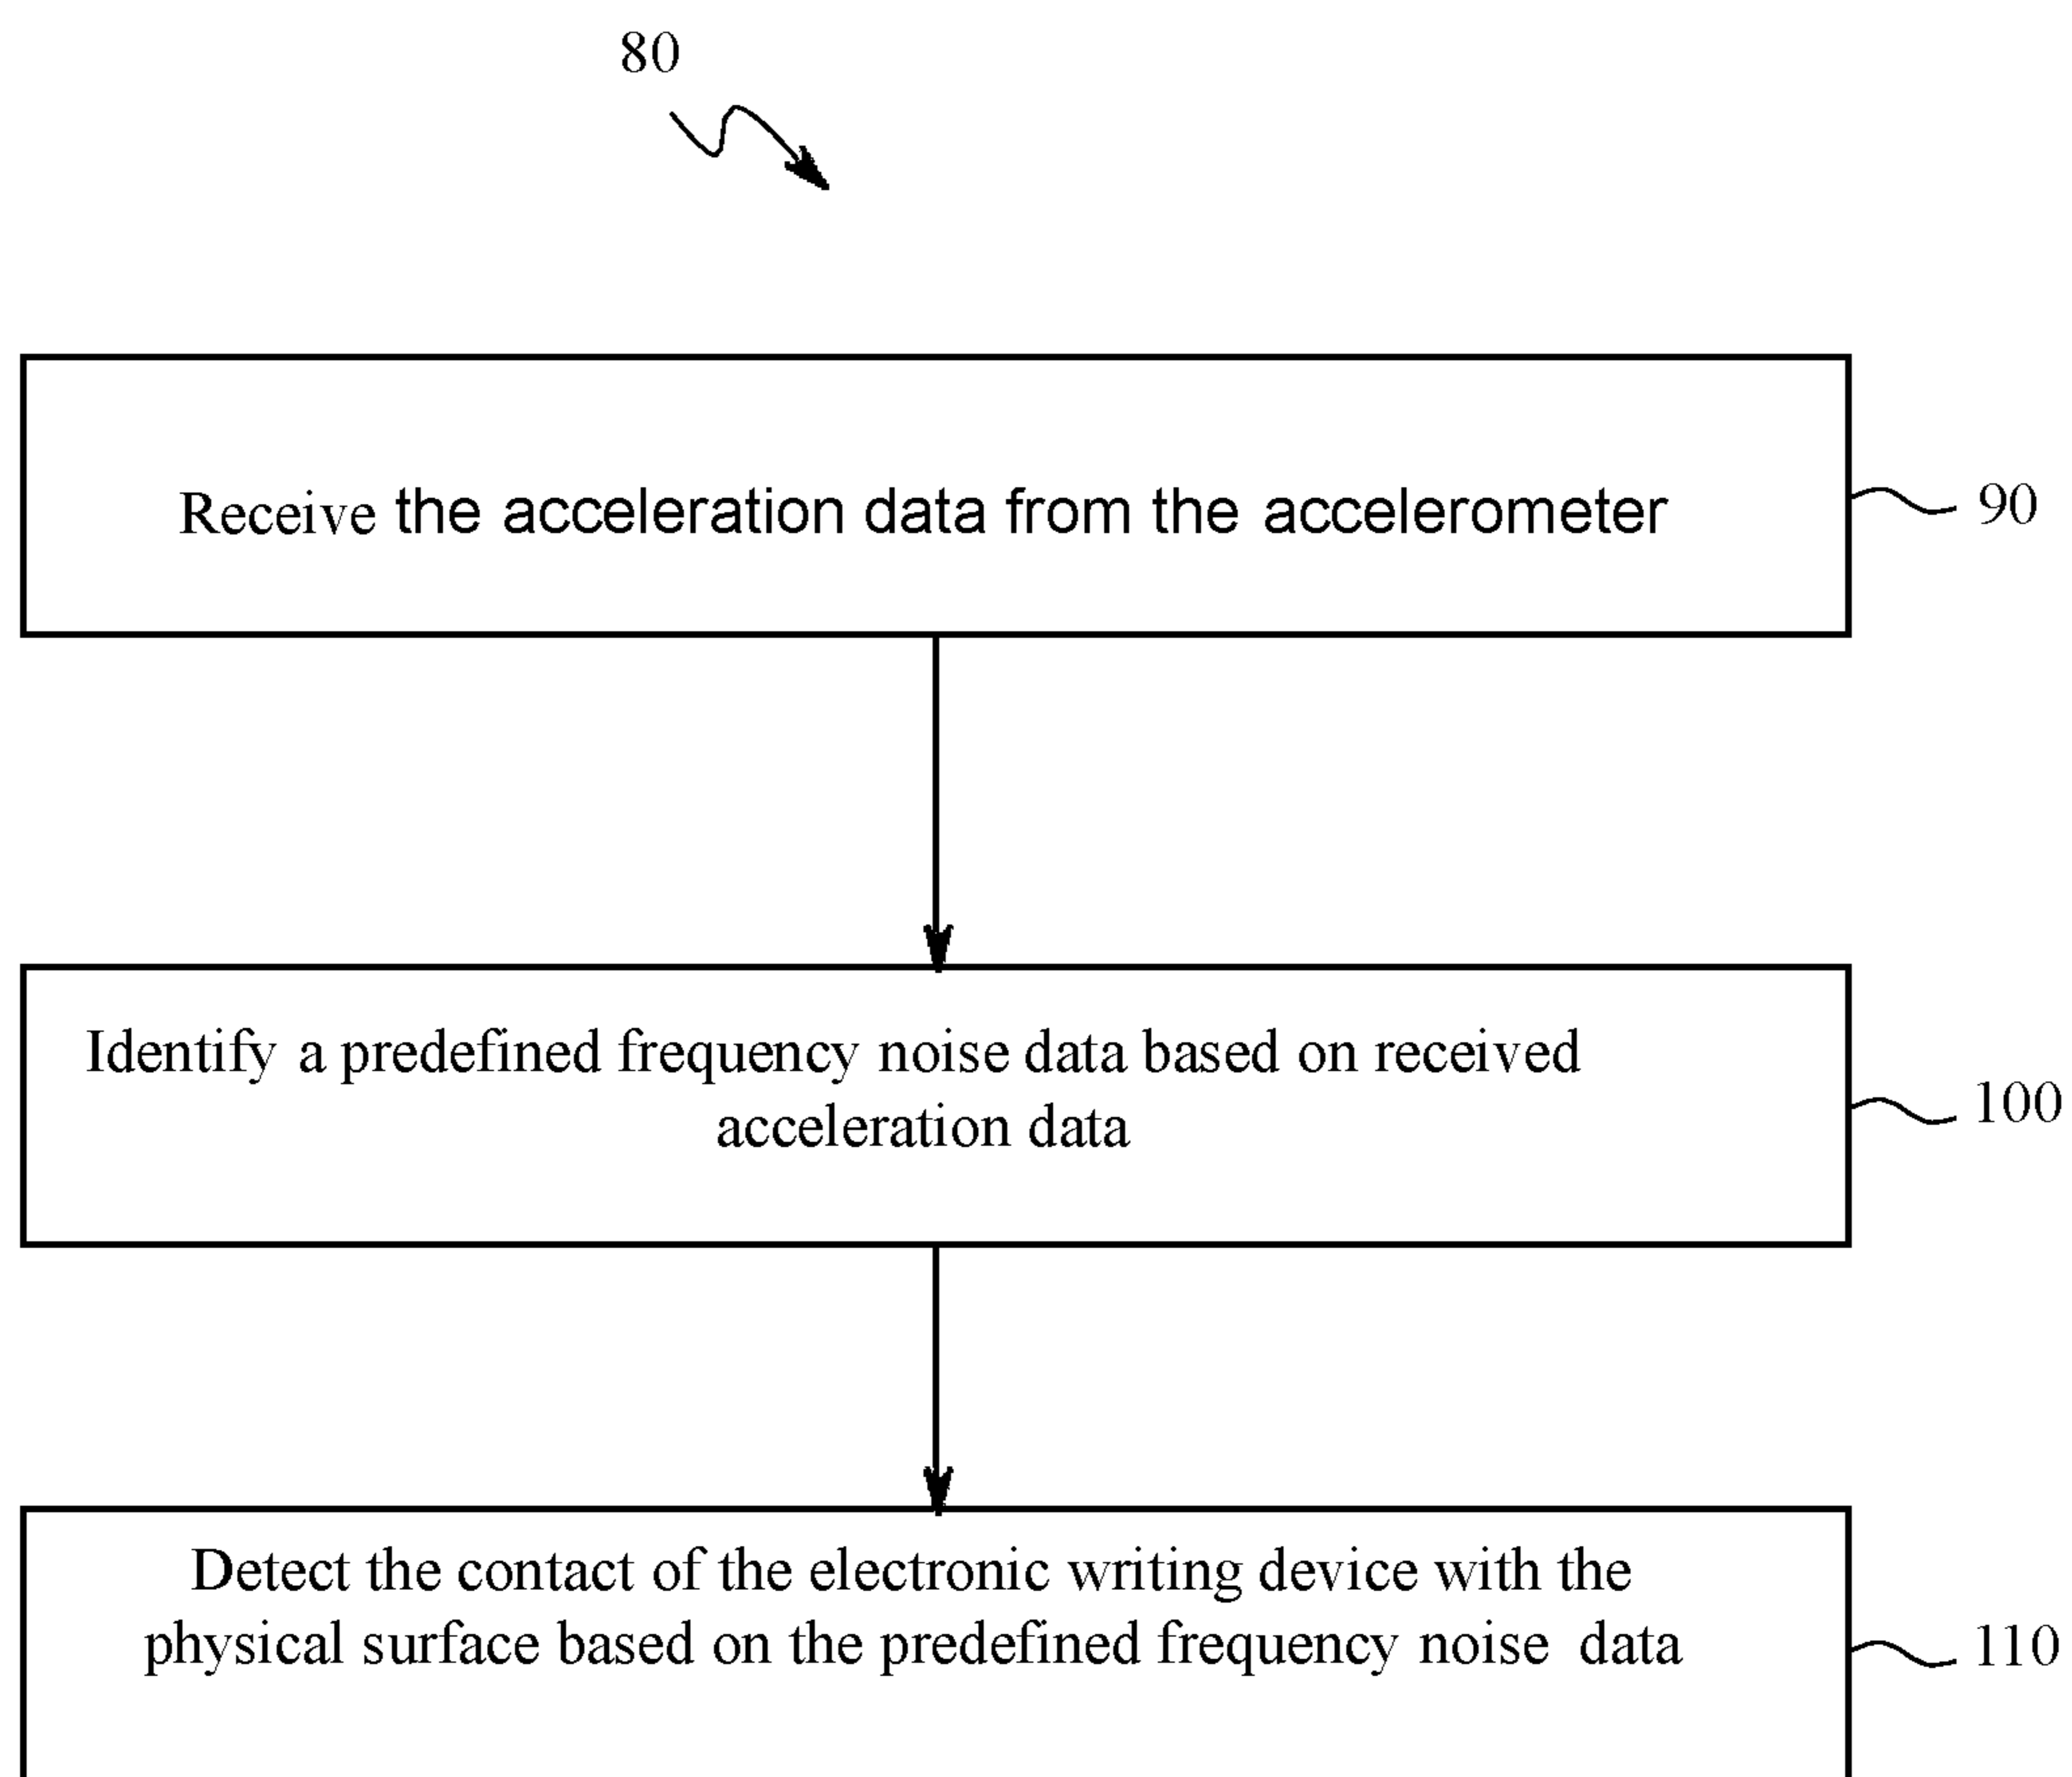 80
Receive the acceleration data from the accelerometer
90
Identify a predefined frequency noise data based on received
acceleration data
100
Detect the contact of the electronic writing device with the
physical surface based on the predefined frequency noise data
110